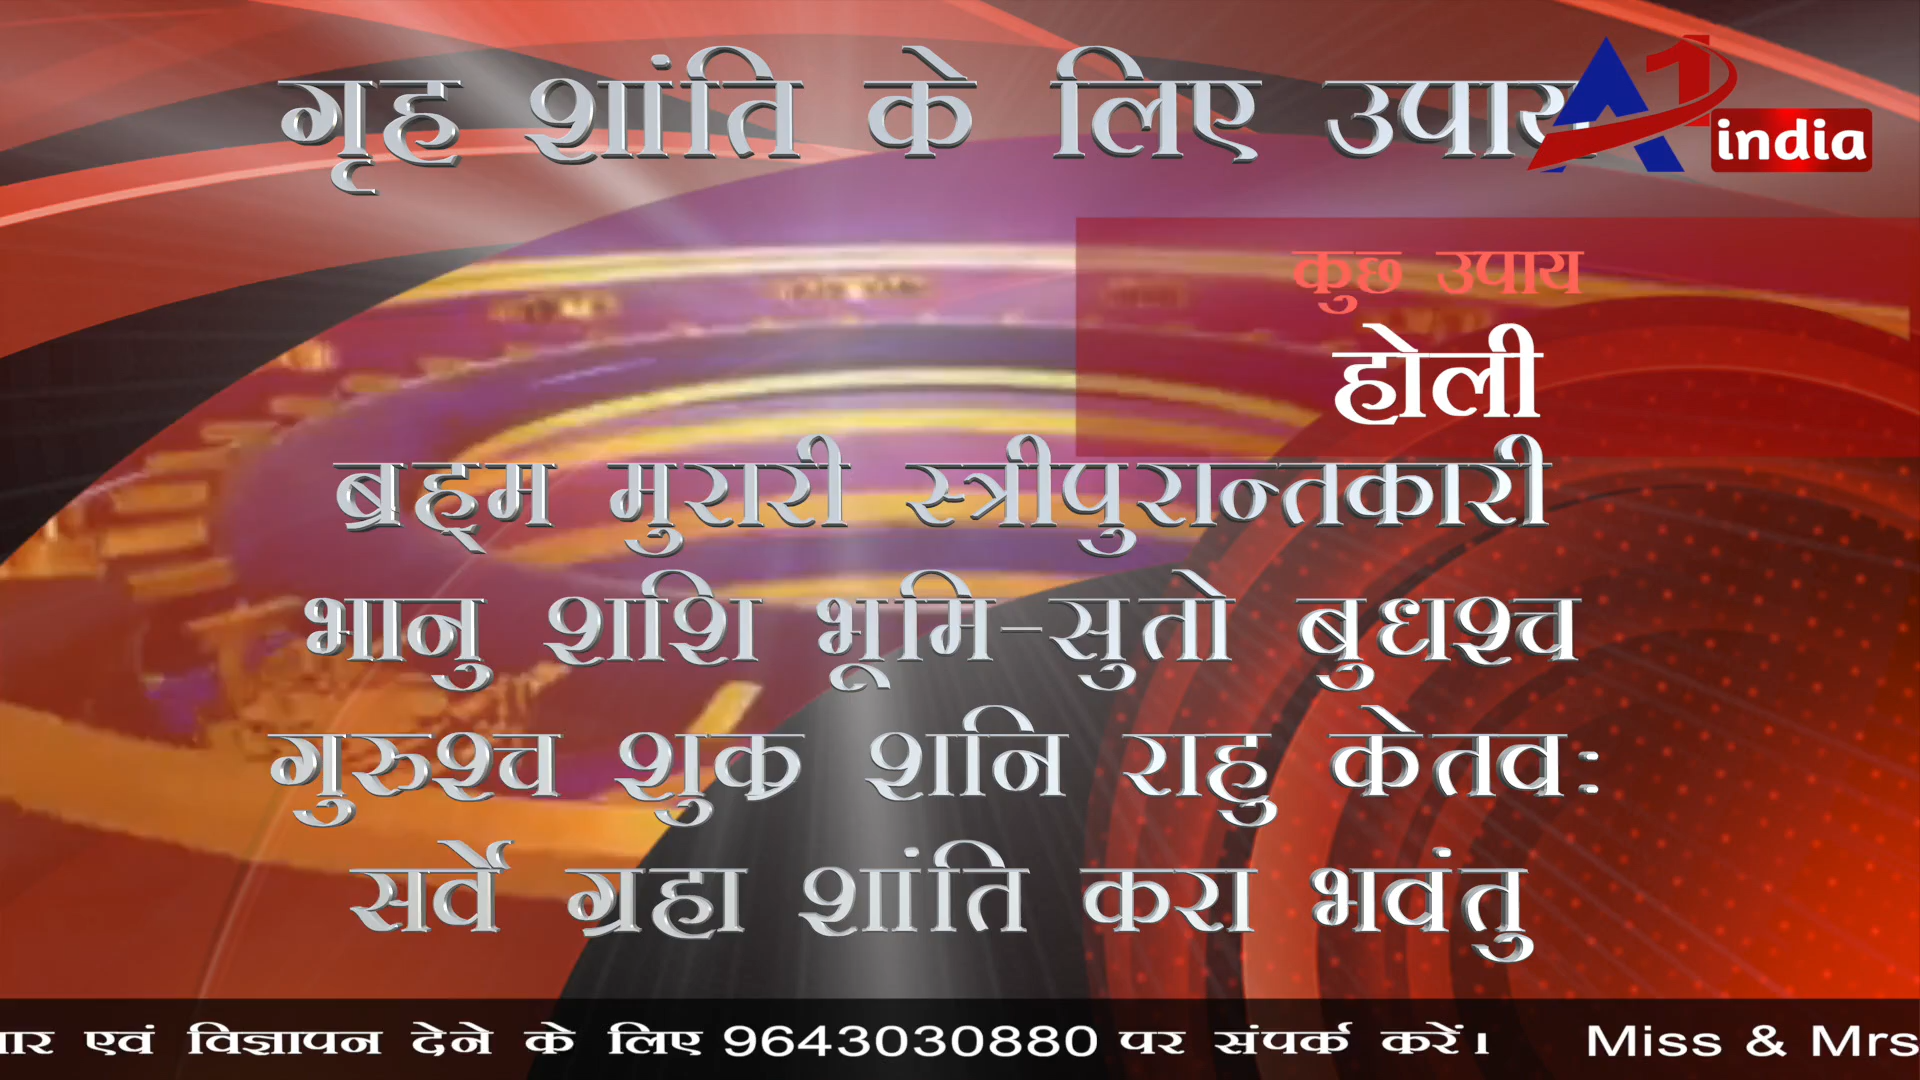 गृह शांति के लिए उपाय
A1 india
कुछ उपाय
होली
ब्रह्म मुरारी स्त्रीपुरान्तकारी
भानु शशि भूमि-सुतो बुधश्च
गुरुश्च शुक्र शनि राहु केतवः
सर्वे ग्रहा शांति करा भवंतु
ार एवं विज्ञापन देने के लिए 9643030880 पर संपर्क करें। Miss & Mrs